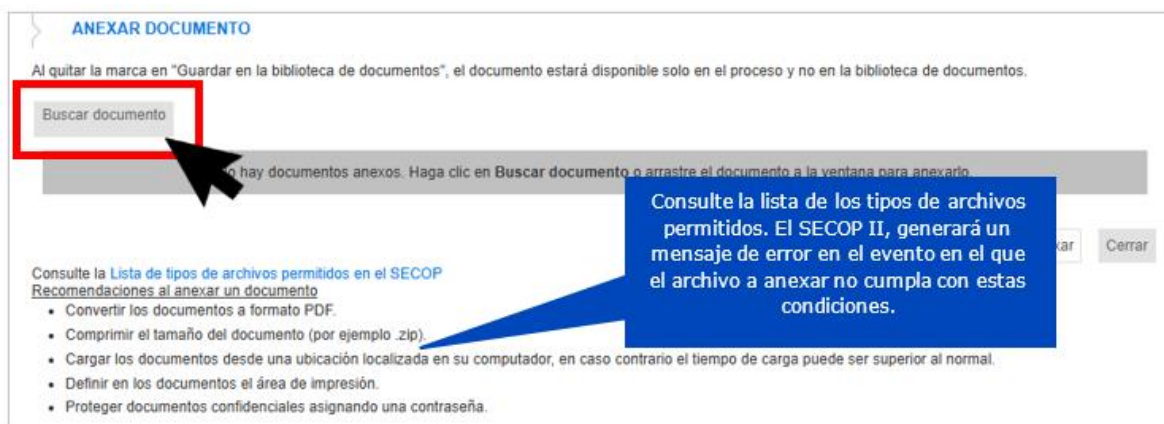 ANEXAR DOCUMENTO
Al quitar la marca en "Guardar en la biblioteca de documentos", el documento estará disponible solo en el proceso y no en la biblioteca de documentos.
Buscar documento
hay documentos anexos. Haga clic en Buscar documento o arrastre el documento a la ventana para anexarlo.
Consulte la lista de los tipos de archivos
permitidos. El SECOP II, generará un
mensaje de error en el evento en el que
el archivo a anexar no cumpla con estas
condiciones.
Cerrar
Consulte la Lista de tipos de archivos permitidos en el SECOP
Recomendaciones al anexar un documento
• Convertir los documentos a formato PDF.
• Comprimir el tamaño del documento (por ejemplo .zip).
• Cargar los documentos desde una ubicación localizada en su computador, en caso contrario el tiempo de carga puede ser superior al normal.
• Definir en los documentos el área de impresión.
• Proteger documentos confidenciales asignando una contraseña.